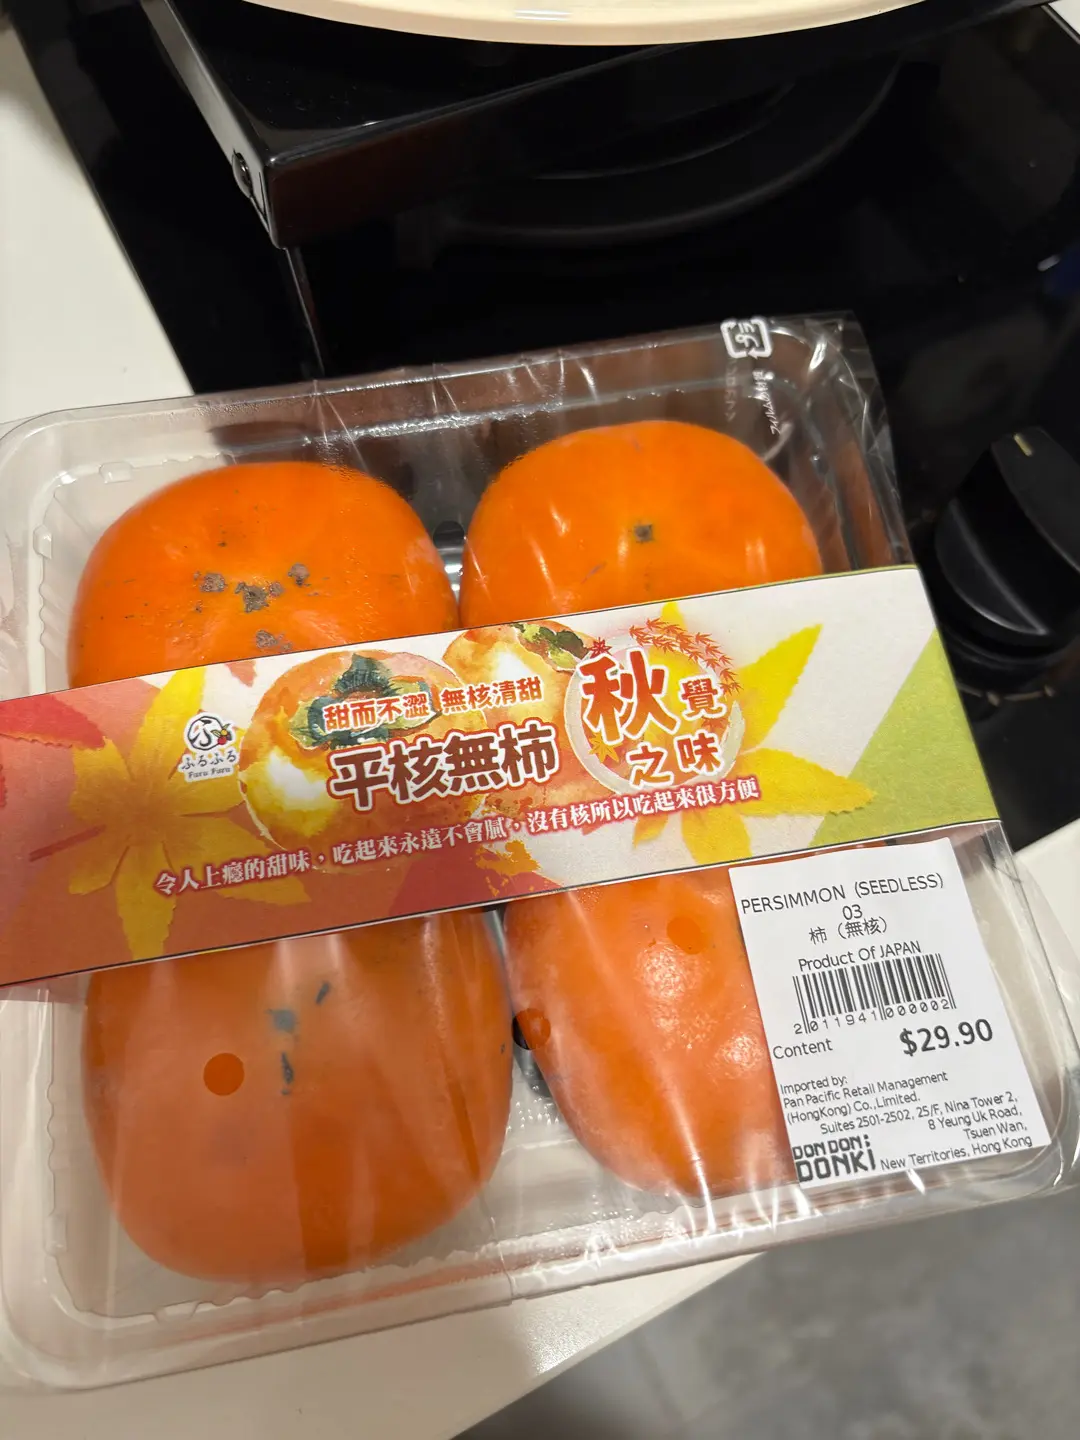 プラ
ふるふる
Furu Furu
甜而不澀 無核清甜
平核無柿
秋覺
之味
令人上癮的甜味，吃起來永遠不會膩，沒有核所以吃起來很方便
PERSIMMON (SEEDLESS)
03
柿（無核）
Product Of JAPAN
2011941000002
Content
$29.90
Imported by:
Pan Pacific Retail Management
(HongKong) Co.,Limited.
Suites 2501-2502, 25/F, Nina Tower 2,
8 Yeung Uk Road,
Tsuen Wan,
New Territories, Hong Kong
DON DON;
DONKi